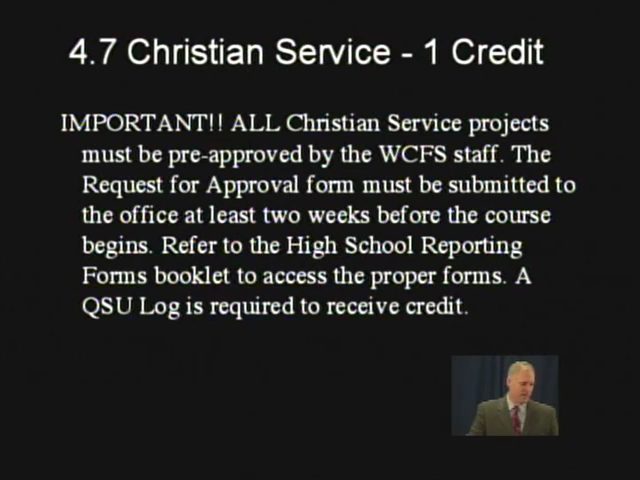 4.7 Christian Service - 1 Credit
IMPORTANT!! ALL Christian Service projects
must be pre-approved by the WCFS staff. The
Request for Approval form must be submitted to
the office at least two weeks before the course
begins. Refer to the High School Reporting
Forms booklet to access the proper forms. A
QSU Log is required to receive credit.